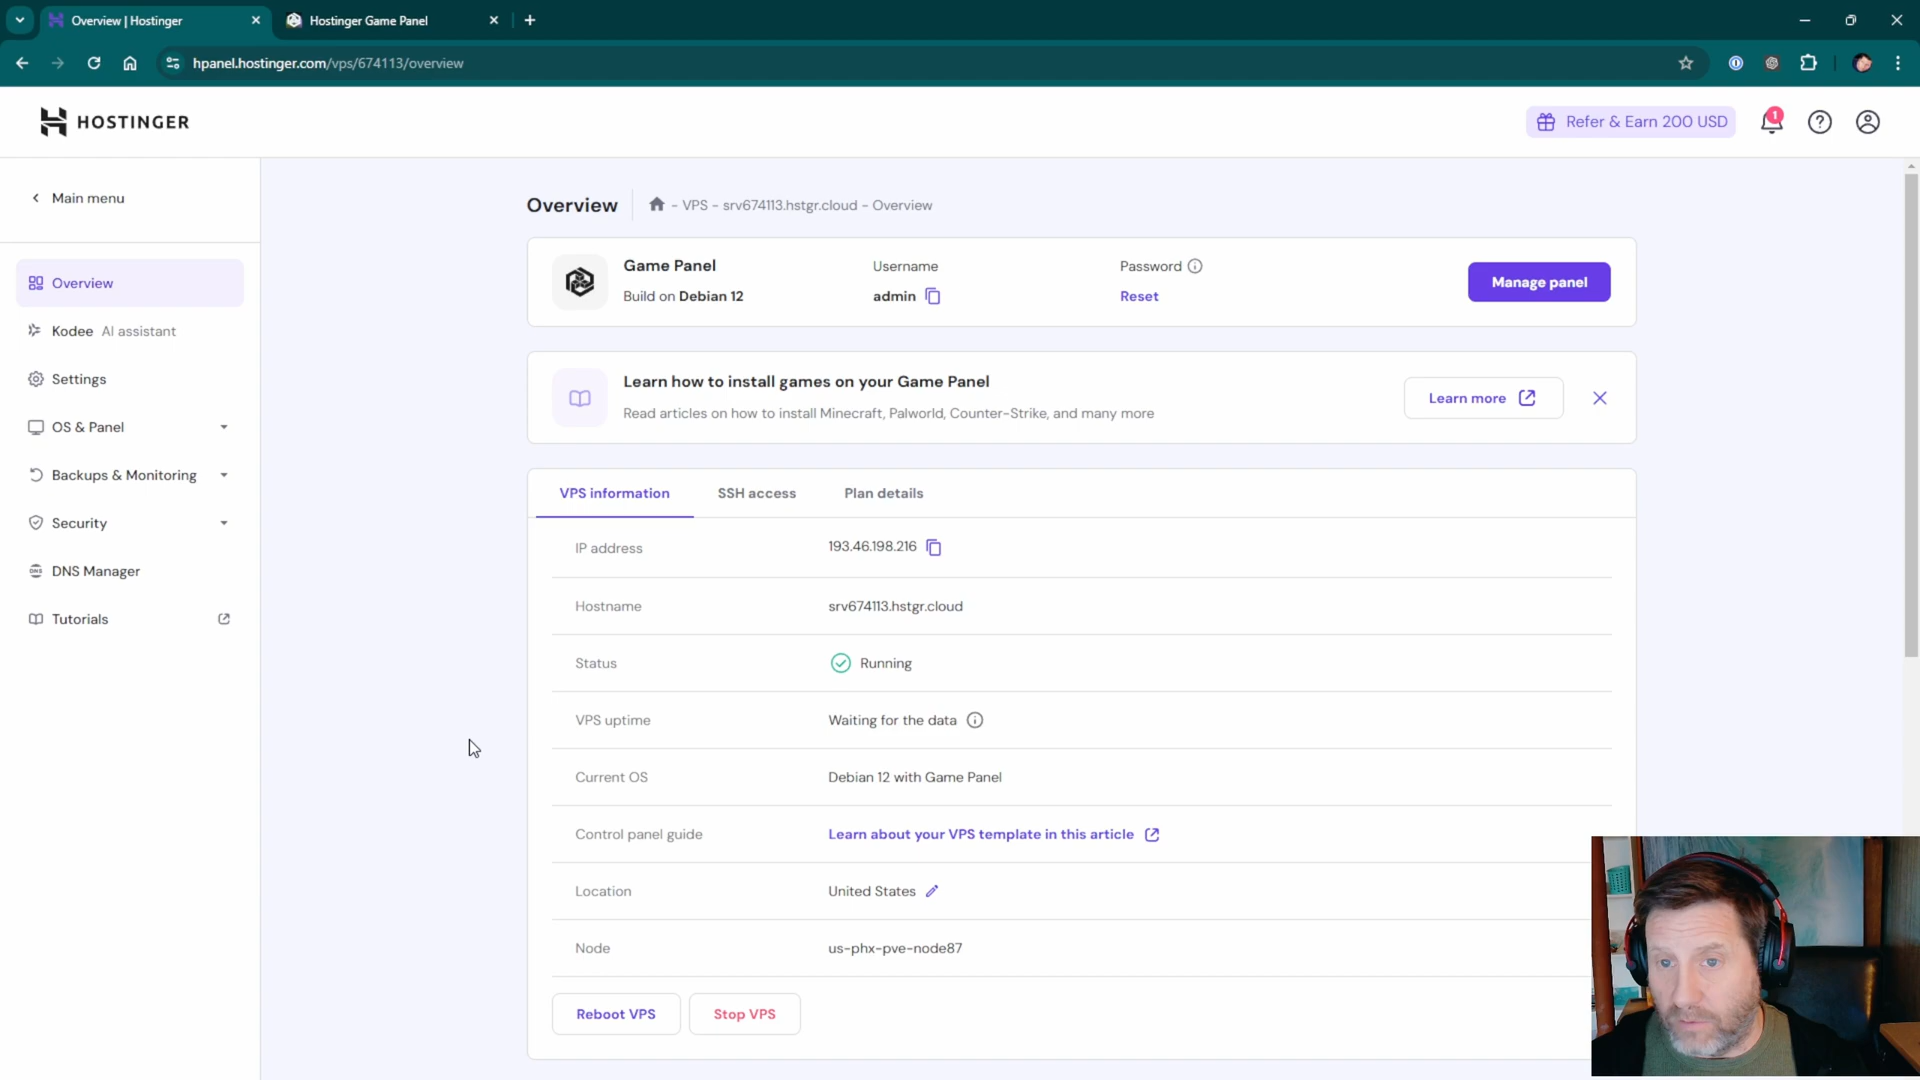 Overview | Hostinger
Hostinger Game Panel
hpanel.hostinger.com/vps/674113/overview
HOSTINGER
Refer & Earn 200 USD
1
Main menu
Overview
Kodee AI assistant
Settings
OS & Panel
Backups & Monitoring
Security
DNS Manager
Tutorials
Overview
- VPS - srv674113.hstgr.cloud - Overview
Game Panel
Build on Debian 12
Username
admin
Password
Reset
Manage panel
Learn how to install games on your Game Panel
Read articles on how to install Minecraft, Palworld, Counter-Strike, and many more
Learn more
VPS information
SSH access
Plan details
IP address
193.46.198.216
Hostname
srv674113.hstgr.cloud
Status
Running
VPS uptime
Waiting for the data
Current OS
Debian 12 with Game Panel
Control panel guide
Learn about your VPS template in this article
Location
United States
Node
us-phx-pve-node87
Reboot VPS
Stop VPS